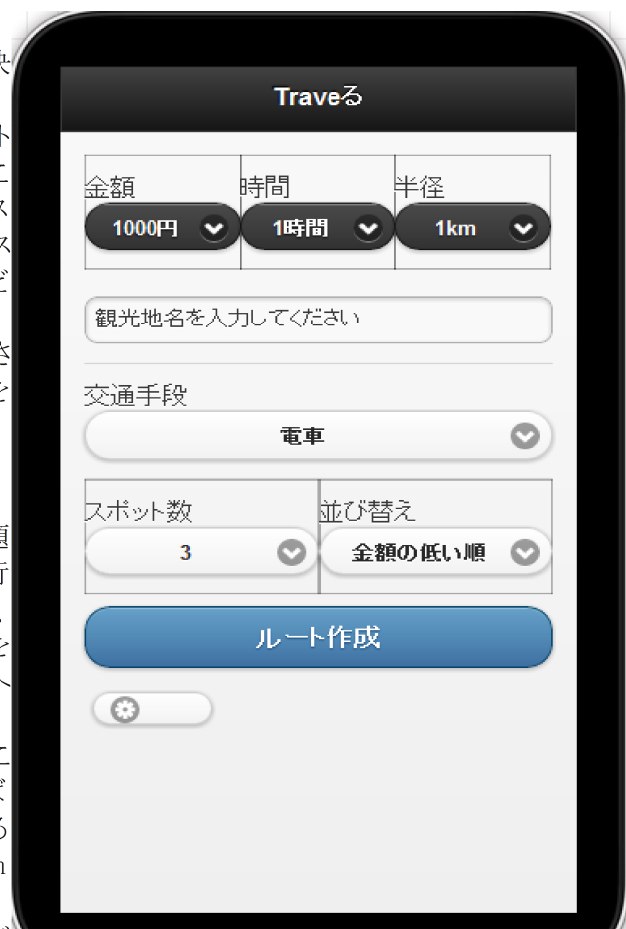 Traveる
金額 時間 半径
1000円 1時間 1km
観光地名を入力してください
交通手段
電車
スポット数 並び替え
3 金額の低い順
ルート作成